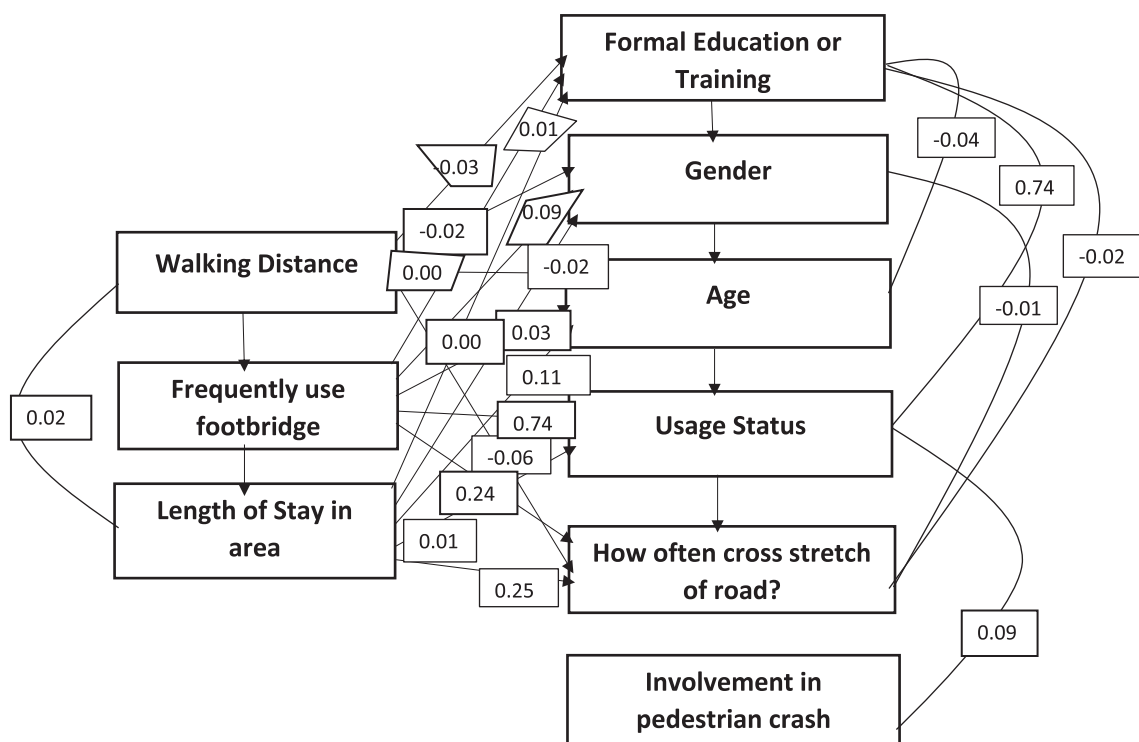 Formal Education or
Training
0.01
-0.04
-0.03
Gender
0.74
0.09
-0.02
-0.02
Walking Distance
0.00
-0.02
Age
-0.01
0.03
0.00
0.11
Frequently use
footbridge
0.02
0.74
Usage Status
-0.06
0.24
Length of Stay in
area
0.01
How often cross stretch
of road?
0.25
0.09
Involvement in
pedestrian crash